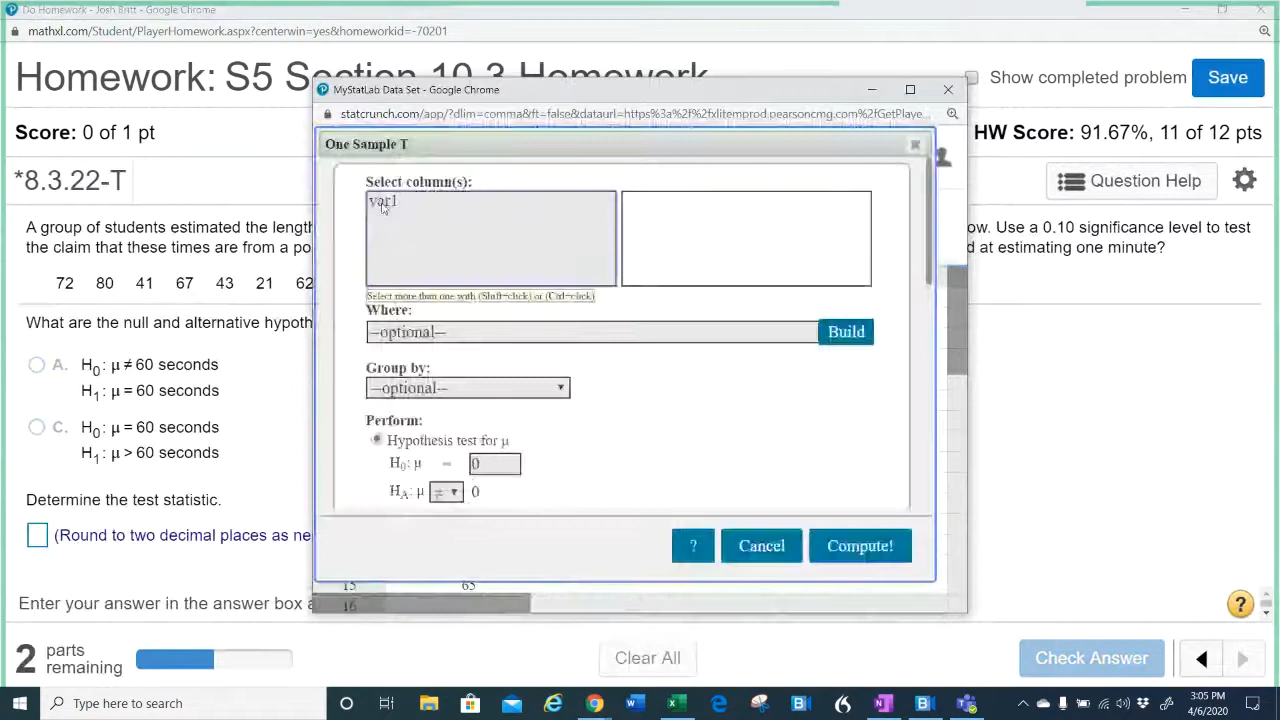 Do Homework - Josh Britt - Google Chrome
mathxl.com/Student/PlayerHomework.aspx?centerwin=yes&homeworkid=-70201
Homework: S5 Section 10.3 Homework
Show completed problem
Save
Score: 0 of 1 pt
HW Score: 91.67%, 11 of 12 pts
*8.3.22-T
Question Help
A group of students estimated the length
ow. Use a 0.10 significance level to test
the claim that these times are from a po
d at estimating one minute?
72 80 41 67 43 21 62
What are the null and alternative hypoth
A. H0: μ ≠ 60 seconds
H1: μ = 60 seconds
C. H0: μ = 60 seconds
H1: μ > 60 seconds
Determine the test statistic.
(Round to two decimal places as ne
Enter your answer in the answer box a
2 parts
remaining
Clear All
Check Answer
MyStatLab Data Set - Google Chrome
statcrunch.com/app/?dlim=comma&ft=false&dataurl=https%3a%2f%2fxlitemprod.pearsoncmg.com%2fGetPlaye...
One Sample T
Select column(s):
var1
Select more than one with (Shift+click) or (Ctrl+click)
Where:
--optional--
Build
Group by:
--optional--
Perform:
Hypothesis test for μ
H0: μ = 0
HA: μ ≠ 0
?
Cancel
Compute!
15 65
16
?
Type here to search
3:05 PM
4/6/2020